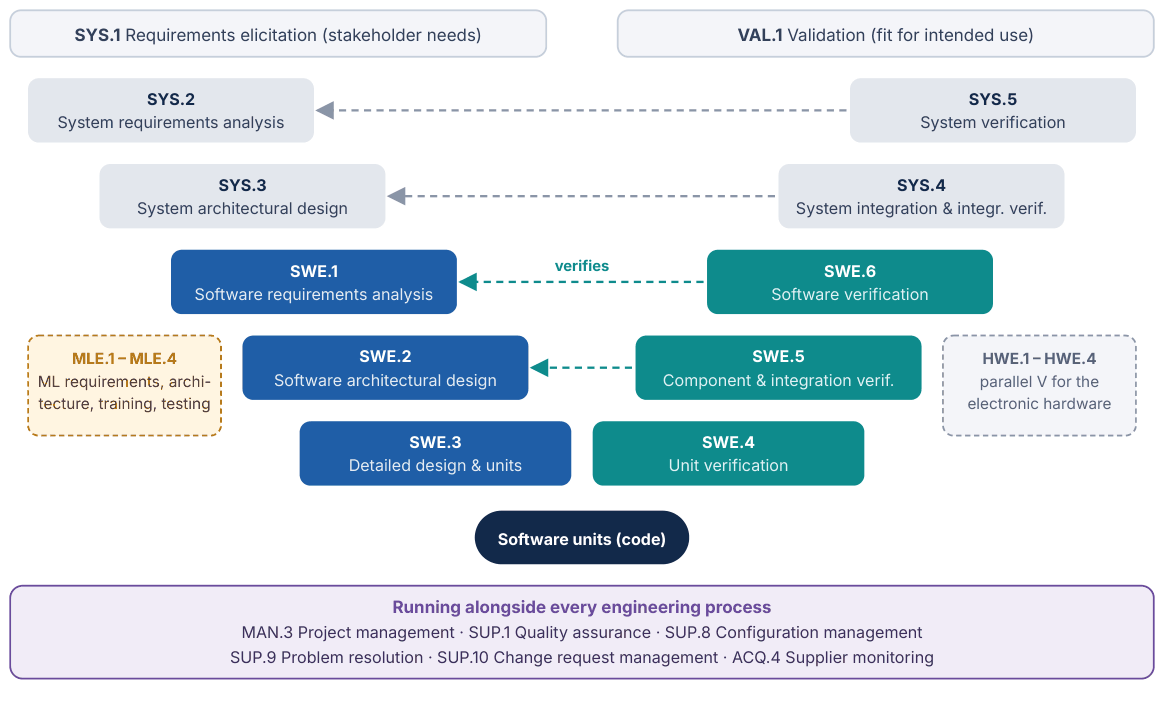 SYS.1 Requirements elicitation (stakeholder needs)
VAL.1 Validation (fit for intended use)
SYS.2
System requirements analysis
SYS.5
System verification
SYS.3
System architectural design
SYS.4
System integration & integr. verif.
SWE.1
Software requirements analysis
verifies
SWE.6
Software verification
MLE.1 – MLE.4
ML requirements, archi-
tecture, training, testing
SWE.2
Software architectural design
SWE.5
Component & integration verif.
HWE.1 – HWE.4
parallel V for the
electronic hardware
SWE.3
Detailed design & units
SWE.4
Unit verification
Software units (code)
Running alongside every engineering process
MAN.3 Project management · SUP.1 Quality assurance · SUP.8 Configuration management
SUP.9 Problem resolution · SUP.10 Change request management · ACQ.4 Supplier monitoring